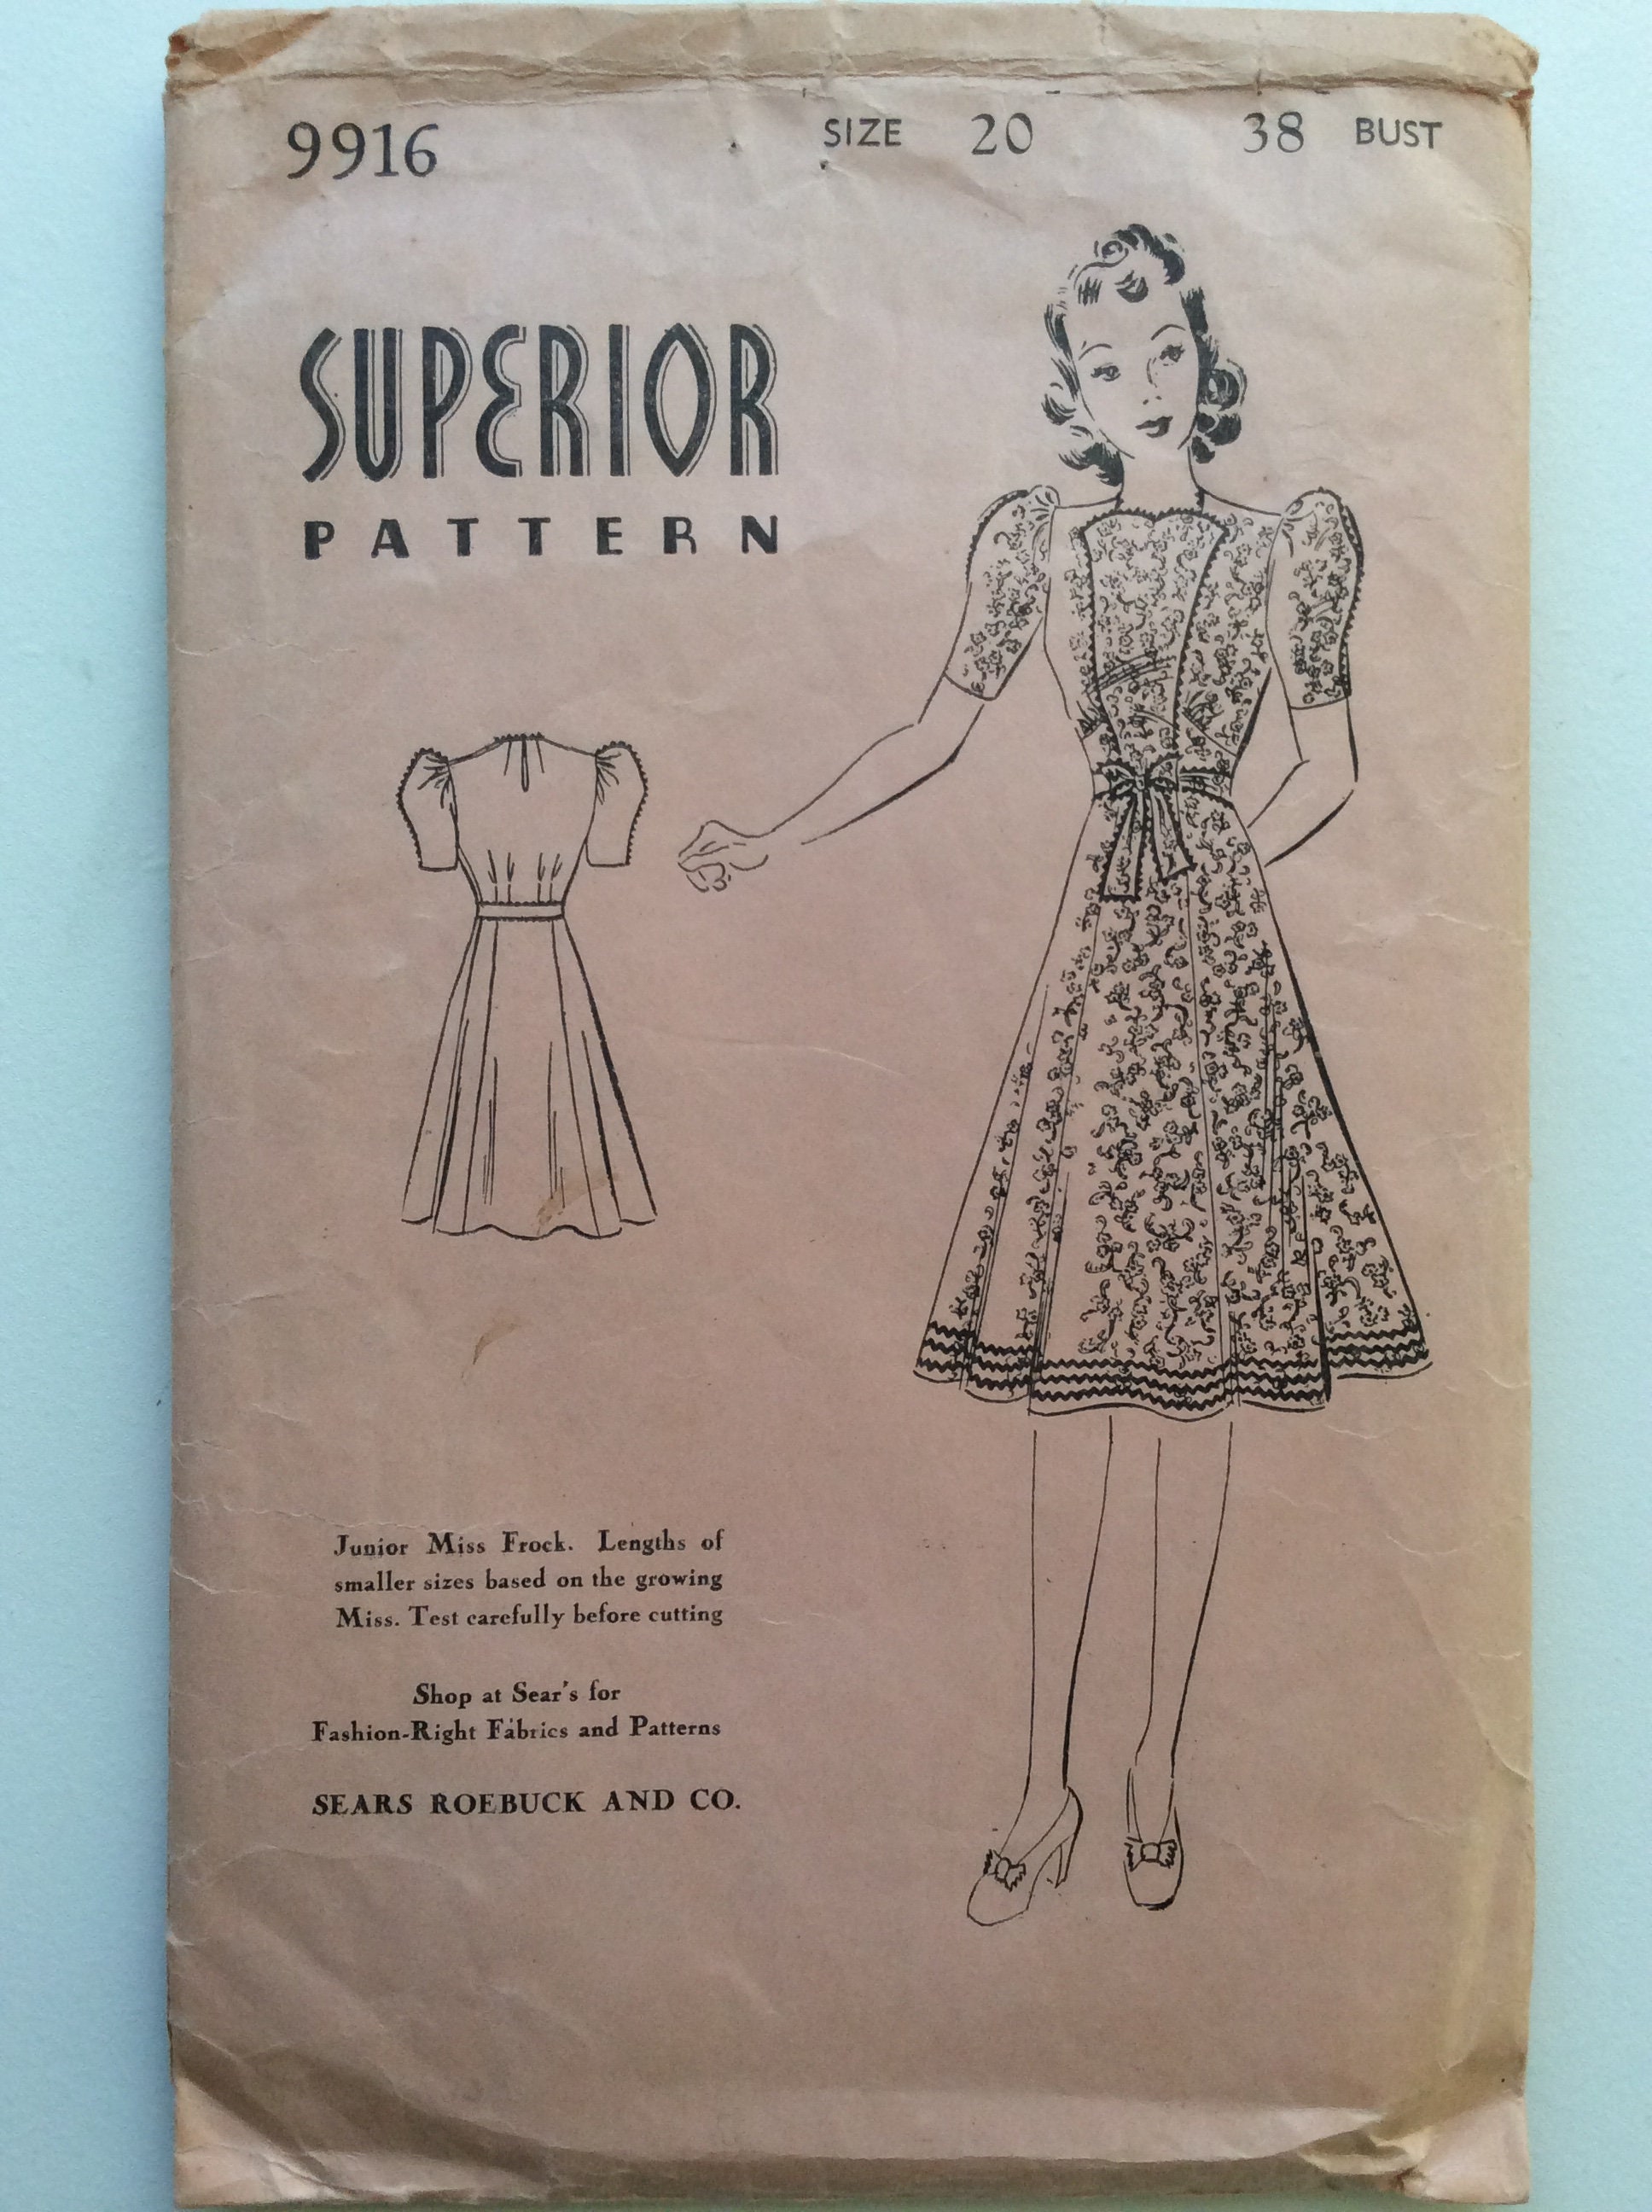 9916 SIZE 20 38 BUST
SUPERIOR
PATTERN
Junior Miss Frock. Lengths of
smaller sizes based on the growing
Miss. Test carefully before cutting
Shop at Sear's for
Fashion-Right Fabrics and Patterns
SEARS ROEBUCK AND CO.